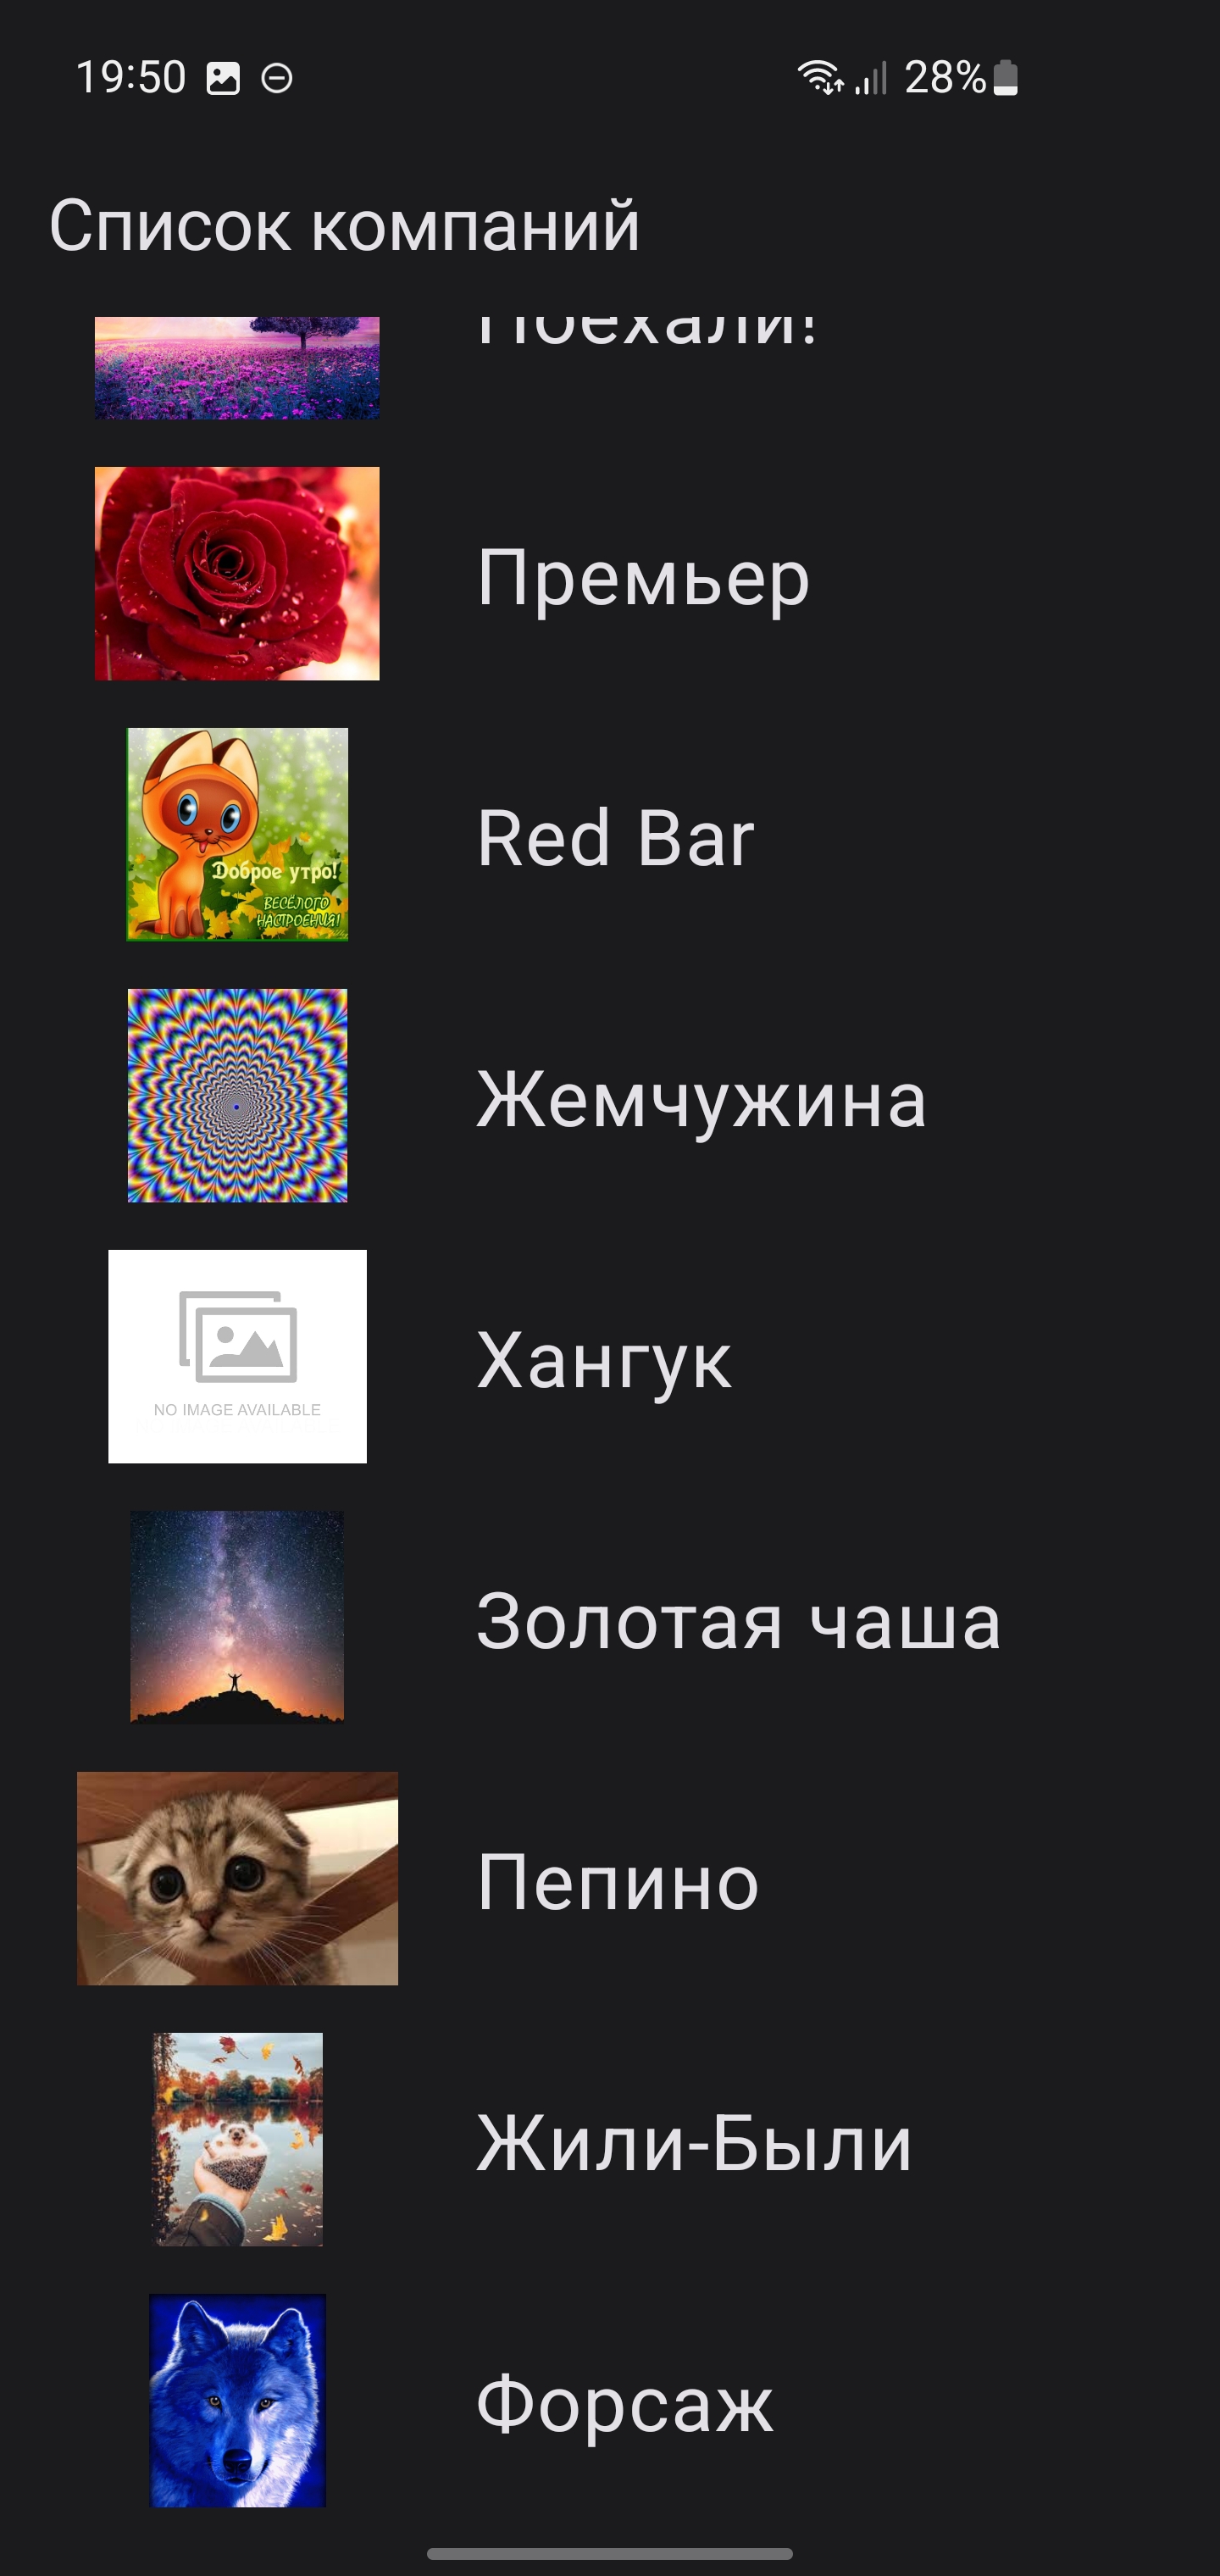 19:50
28%
Список компаний
Поехали!
Премьер
Red Bar
Доброе утро!
ВЕСЁЛОГО
НАСТРОЕНИЯ!
Жемчужина
Хангук
NO IMAGE AVAILABLE
Золотая чаша
Пепино
Жили-Были
Форсаж